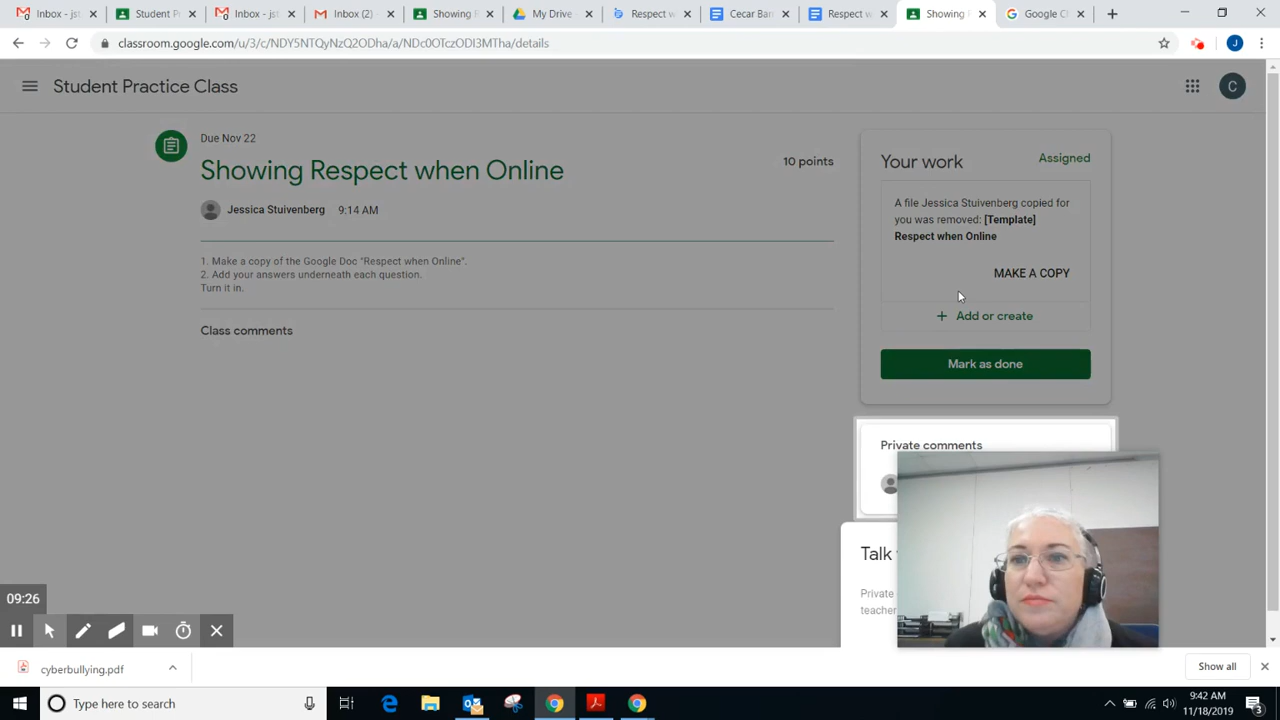 Inbox - jst
Student P
Inbox - jst
Inbox (2)
Showing
My Drive
Respect w
Cecar Bar
Respect w
Showing
Google C
classroom.google.com/u/3/c/NDY5NTQyNzQ2ODha/a/NDc0OTczODI3MTha/details
J
Student Practice Class
C
Due Nov 22
Showing Respect when Online
10 points
Jessica Stuivenberg 9:14 AM
1. Make a copy of the Google Doc "Respect when Online".
2. Add your answers underneath each question.
Turn it in.
Class comments
Your work
Assigned
A file Jessica Stuivenberg copied for
you was removed: [Template]
Respect when Online
MAKE A COPY
+ Add or create
Mark as done
Private comments
Talk
Private
teacher
09:26
cyberbullying.pdf
Show all
Type here to search
9:42 AM
11/18/2019
3